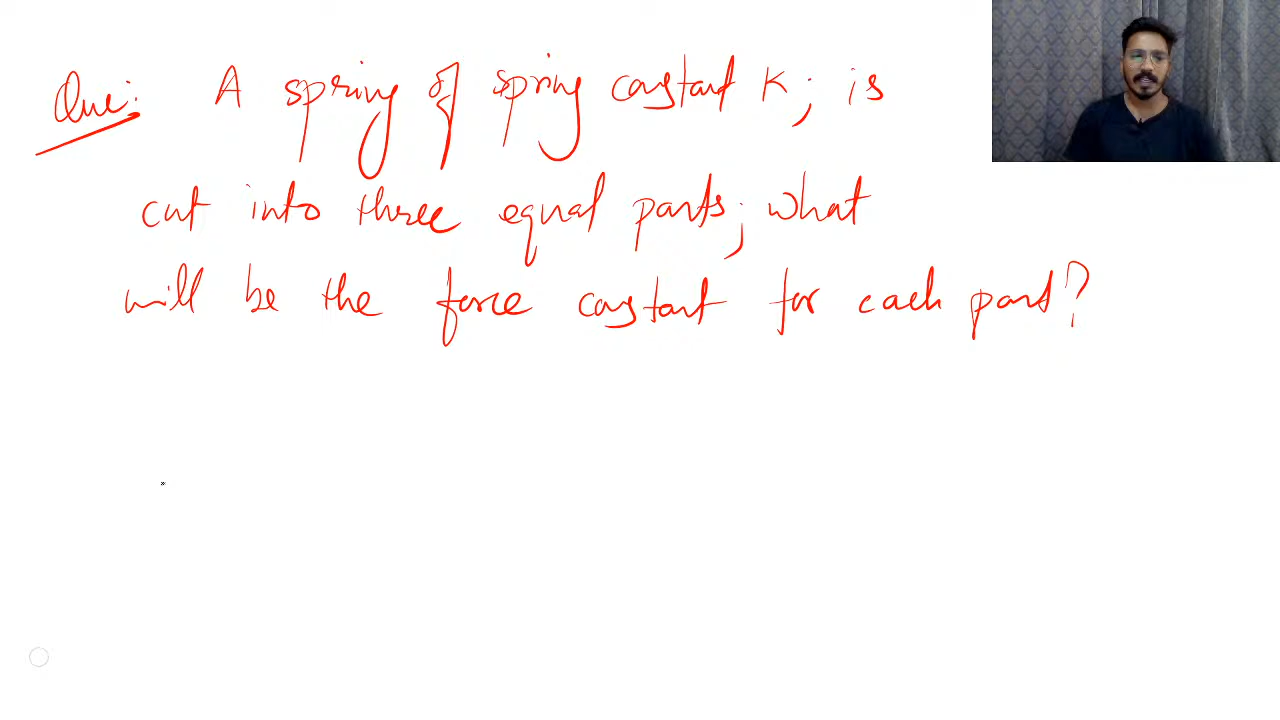 Que: A spring of spring constant K; is
cut into three equal parts; what
will be the force constant for each part?